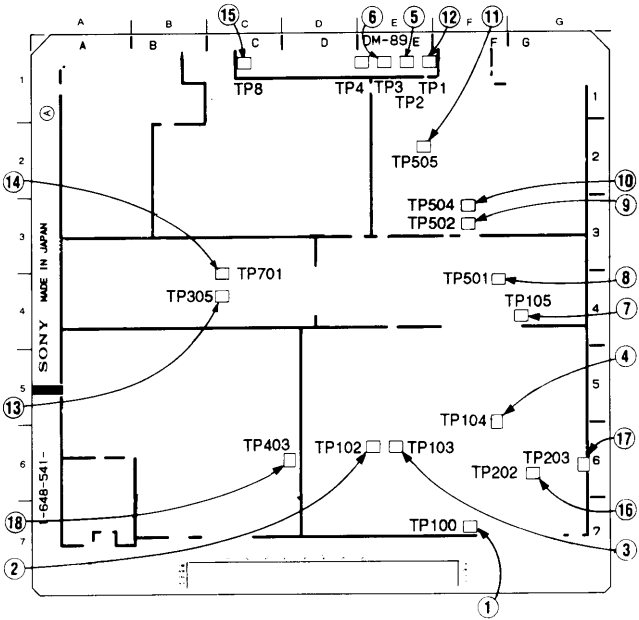 A B C D E F G
15 6 5 12 11
A B C D DM-89 E F G
1 1
TP8 TP4 TP3 TP1
TP2
A
2 TP505 2
14 10
TP504
TP502 9
3 3
TP701 TP501 8
TP305 TP105
4 4 7
SONY MADE IN JAPAN
4
5 5
13 TP104
TP403 TP102 TP103 TP203 17
6 TP202 6
1-648-541-
18 16
TP100
7 7
2 3
1